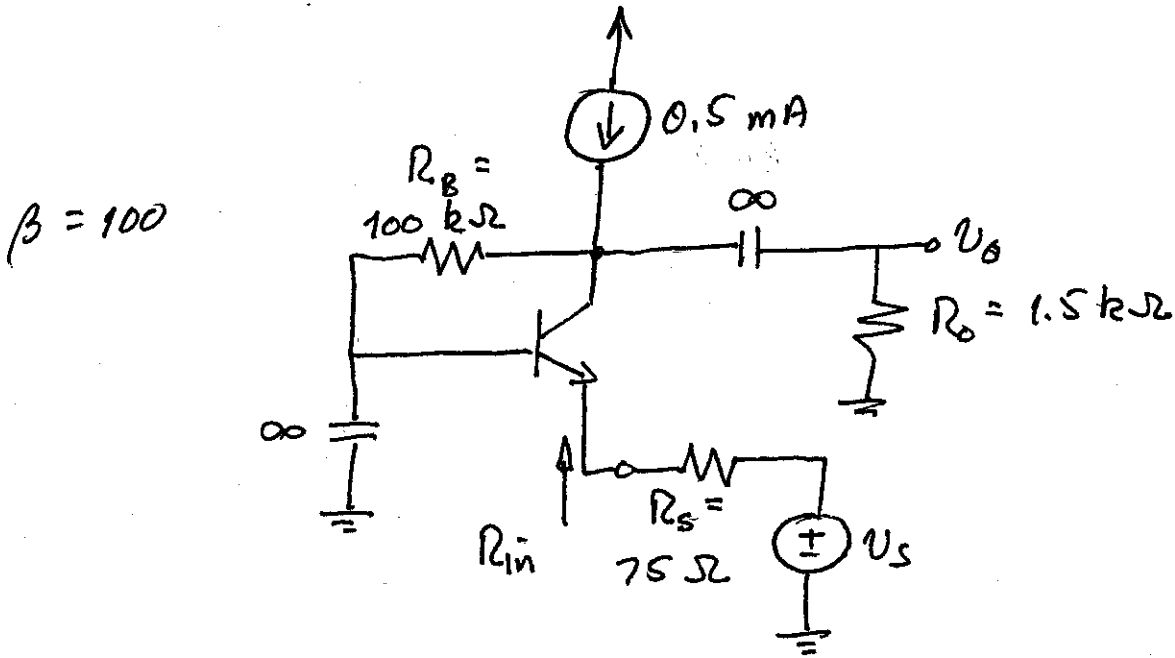 0.5 mA
R_B =
100 kΩ
β = 100
∞
v_o
R_o = 1.5 kΩ
∞
R_in
R_s =
75 Ω
+
-
v_s